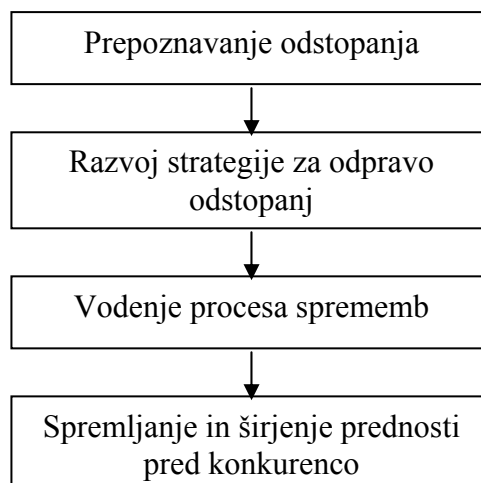 Prepoznavanje odstopanja
Razvoj strategije za odpravo
odstopanj
Vodenje procesa sprememb
Spremljanje in širjenje prednosti
pred konkurenco